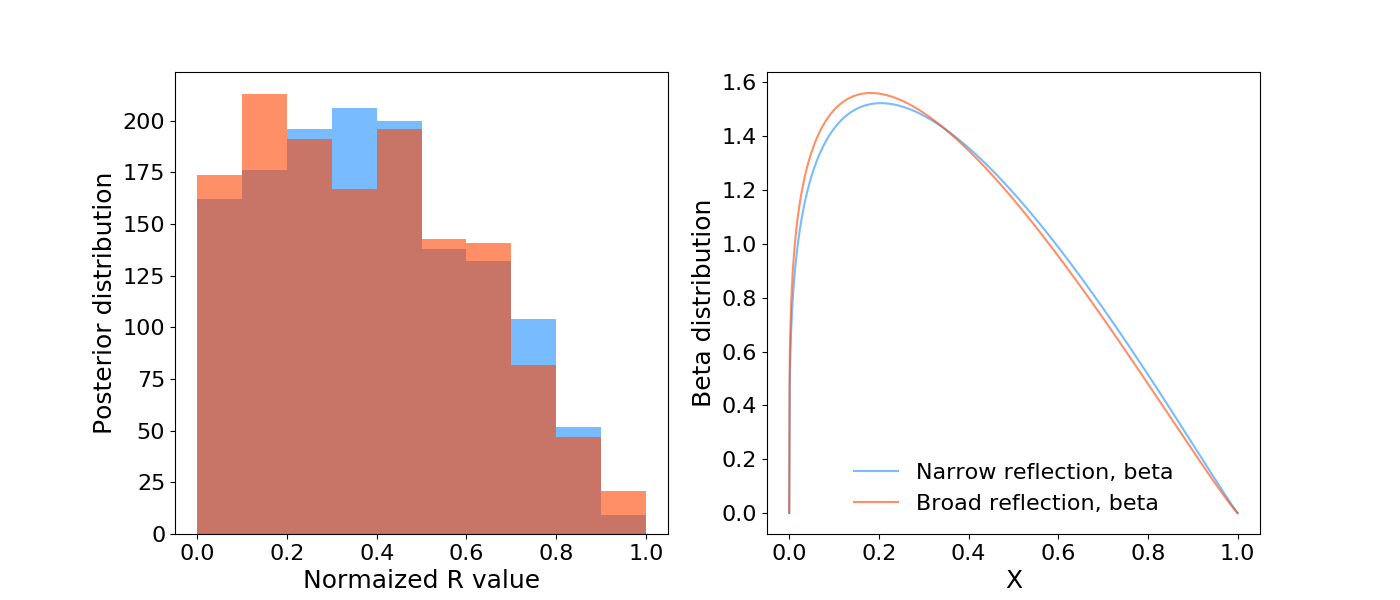 Posterior distribution
200
175
150
125
100
75
50
25
0
0.0 0.2 0.4 0.6 0.8 1.0
Normaized R value
Beta distribution
1.6
1.4
1.2
1.0
0.8
0.6
0.4
0.2
0.0
Narrow reflection, beta
Broad reflection, beta
0.0 0.2 0.4 0.6 0.8 1.0
X